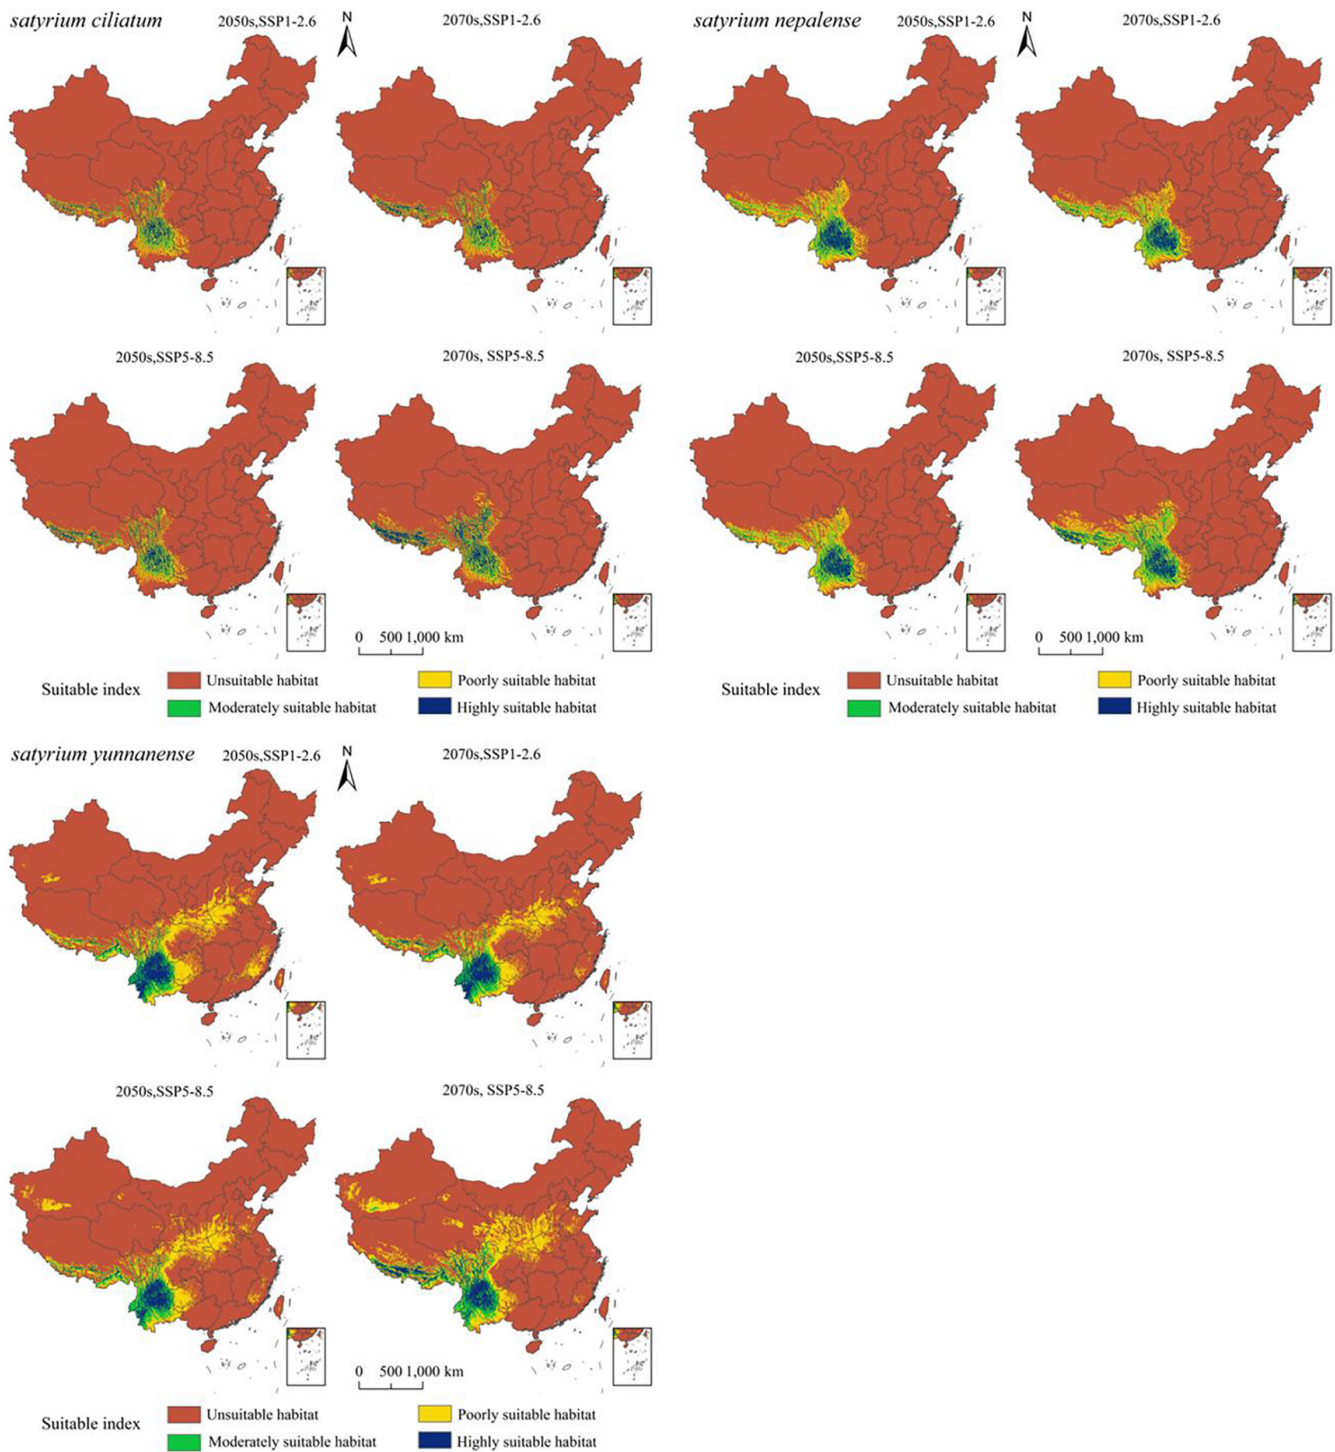 satyrium ciliatum 2050s,SSP1-2.6 N 2070s,SSP1-2.6
2050s,SSP5-8.5 2070s, SSP5-8.5
0 500 1,000 km
Suitable index Unsuitable habitat Poorly suitable habitat
Moderately suitable habitat Highly suitable habitat
satyrium nepalense 2050s,SSP1-2.6 N 2070s,SSP1-2.6
2050s,SSP5-8.5 2070s, SSP5-8.5
0 500 1,000 km
Suitable index Unsuitable habitat Poorly suitable habitat
Moderately suitable habitat Highly suitable habitat
satyrium yunnanense 2050s,SSP1-2.6 N 2070s,SSP1-2.6
2050s,SSP5-8.5 2070s, SSP5-8.5
0 500 1,000 km
Suitable index Unsuitable habitat Poorly suitable habitat
Moderately suitable habitat Highly suitable habitat